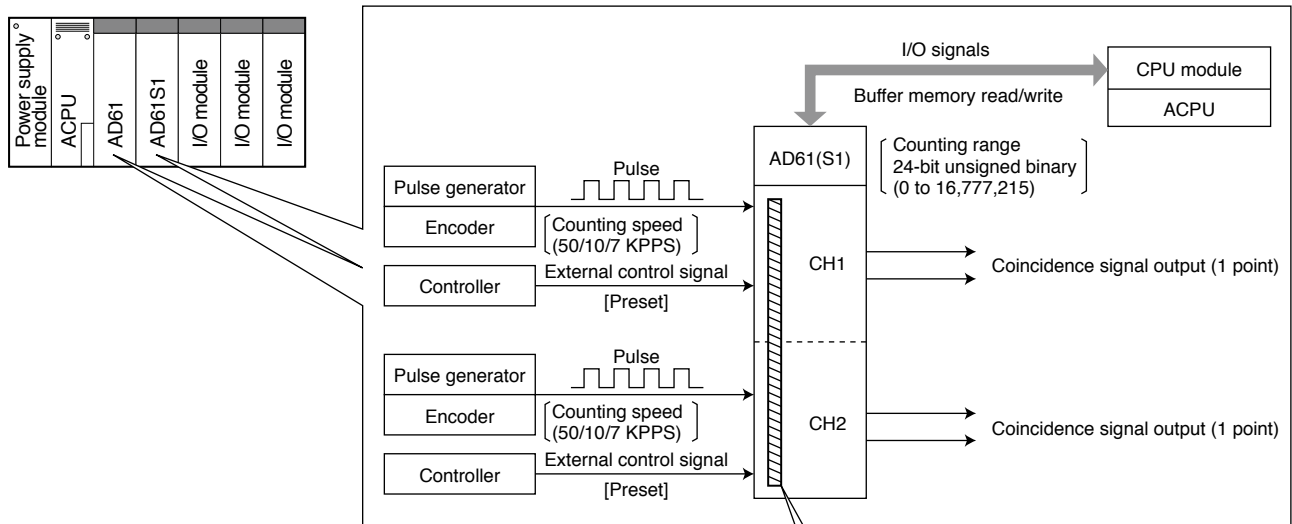 Power supply
module
ACPU
AD61
AD61S1
I/O module
I/O module
I/O module
I/O signals
Buffer memory read/write
CPU module
ACPU
AD61(S1)
Counting range
24-bit unsigned binary
(0 to 16,777,215)
Pulse generator
Encoder
Pulse
Counting speed
(50/10/7 KPPS)
Controller
External control signal
[Preset]
CH1
Coincidence signal output (1 point)
Pulse generator
Encoder
Pulse
Counting speed
(50/10/7 KPPS)
Controller
External control signal
[Preset]
CH2
Coincidence signal output (1 point)